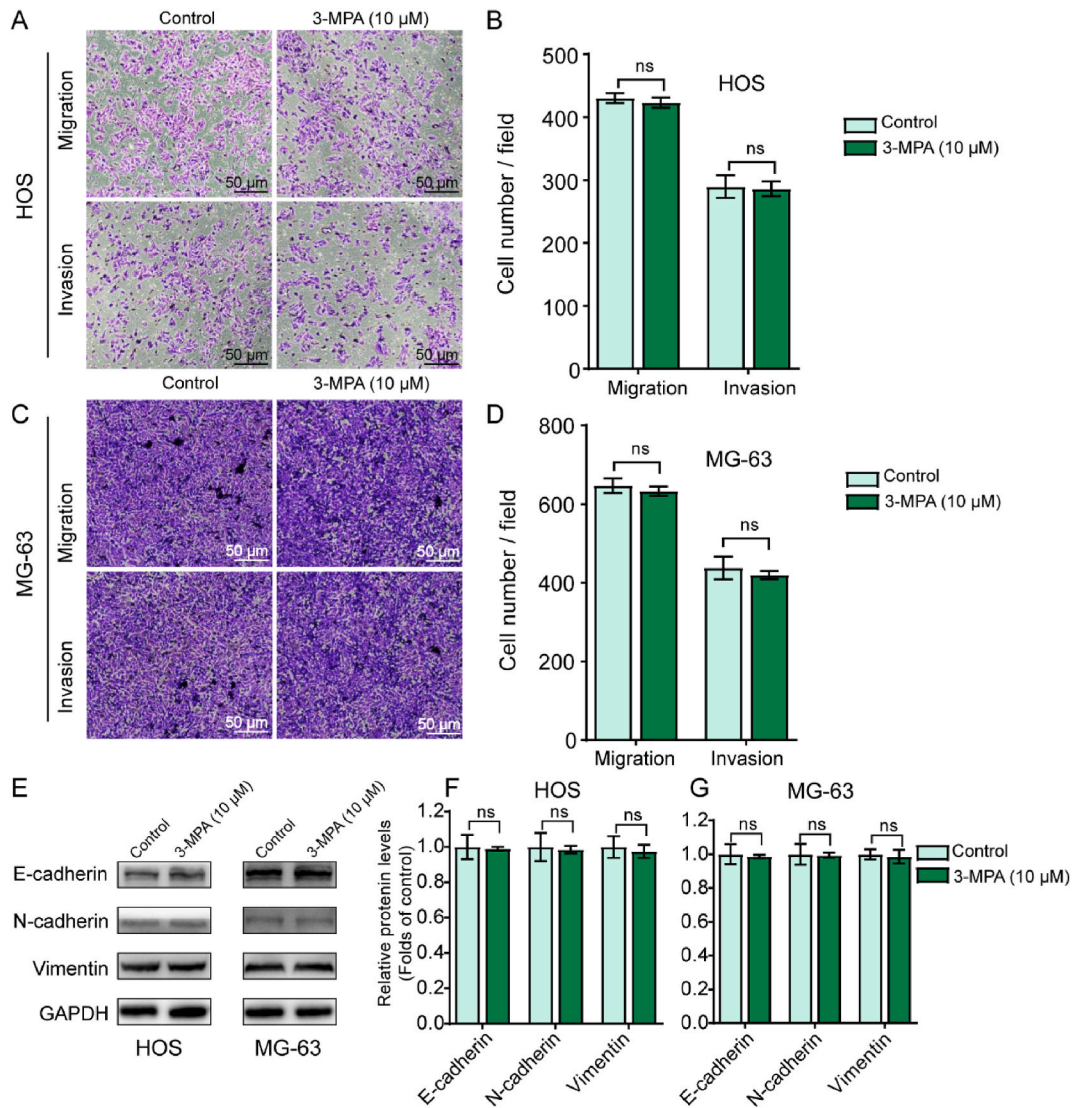 A
Control
3-MPA (10 μM)
HOS
Migration
50 μm
50 μm
Invasion
50 μm
50 μm
B
500
400
300
200
100
0
Cell number / field
ns
HOS
ns
Control
3-MPA (10 μM)
Migration
Invasion
C
Control
3-MPA (10 μM)
MG-63
Migration
50 μm
50 μm
Invasion
50 μm
50 μm
D
800
600
400
200
0
Cell number / field
ns
MG-63
ns
Control
3-MPA (10 μM)
Migration
Invasion
E
Control
3-MPA (10 μM)
Control
3-MPA (10 μM)
E-cadherin
N-cadherin
Vimentin
GAPDH
HOS
MG-63
F
HOS
Relative protenin levels
(Folds of control)
1.2
1.0
0.8
0.6
0.4
0.2
0.0
ns
ns
ns
E-cadherin
N-cadherin
Vimentin
G
MG-63
1.2
1.0
0.8
0.6
0.4
0.2
0.0
ns
ns
ns
Control
3-MPA (10 μM)
E-cadherin
N-cadherin
Vimentin